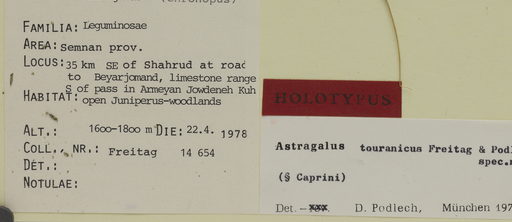 (Chronopus)
FAMILIA: Leguminosae
AREA: Semnan prov.
LOCUS: 35 km SE of Shahrud at road
to Beyarjomand, limestone range
S of pass in Armeyan Jowdeneh Kuh
HABITAT: open Juniperus-woodlands
ALT.: 1600-1800 m DIE: 22.4. 1978
COLL., NR.: Freitag 14 654
DET.:
NOTULAE:
HOLOTYPUS
Astragalus touranicus Freitag & Podl
spec.n
(§ Caprini)
Det. D. Podlech, München 197